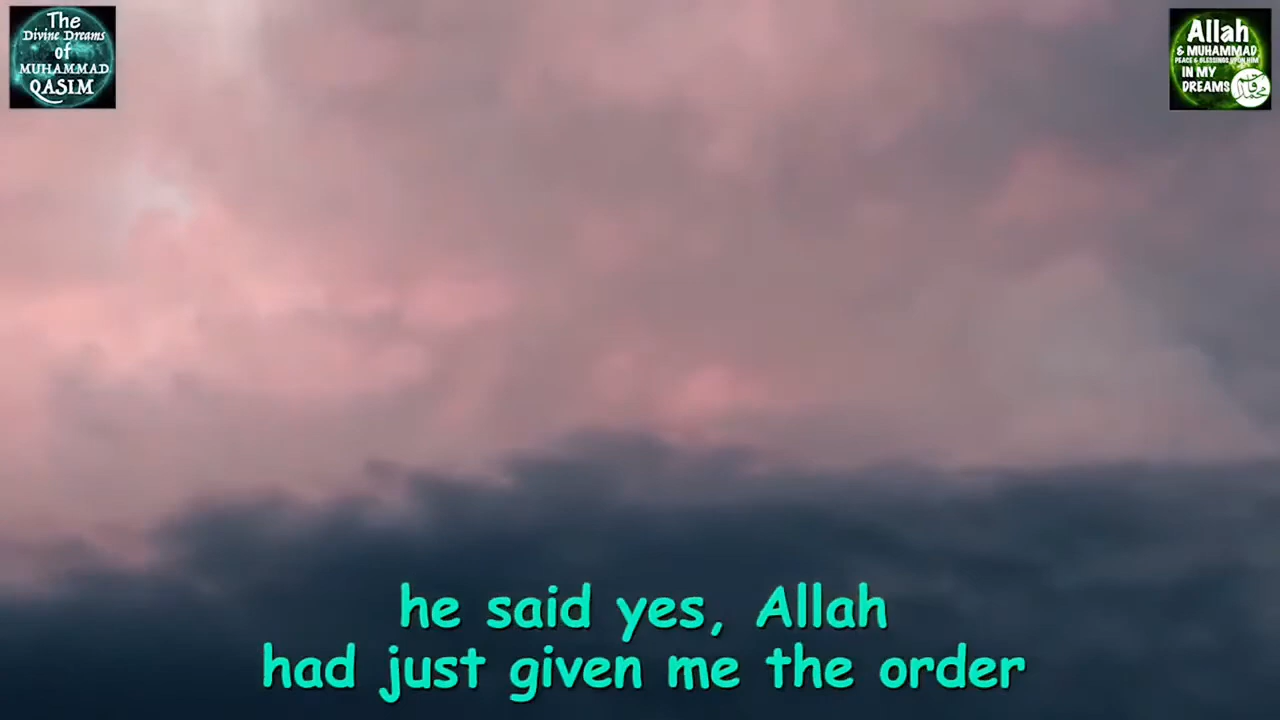 The
Divine Dreams
of
MUHAMMAD
QASIM
Allah
& MUHAMMAD
PEACE & BLESSINGS UPON HIM
IN MY
DREAMS
he said yes, Allah
had just given me the order